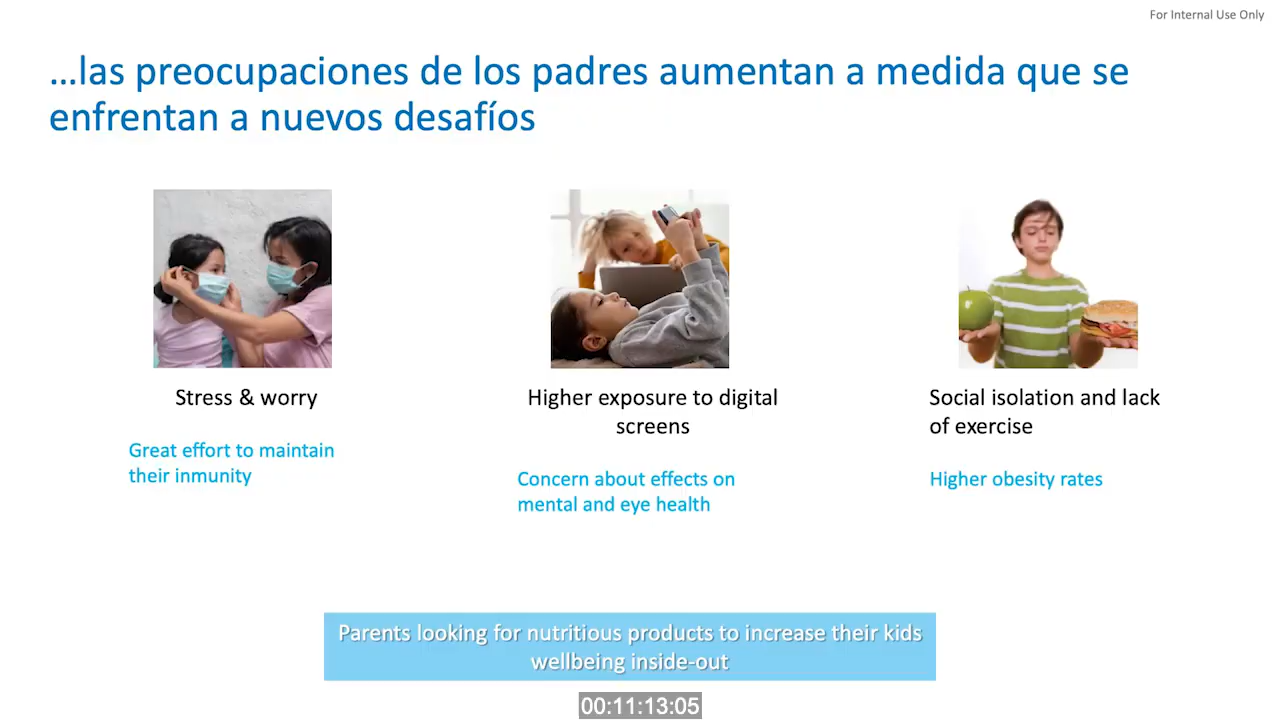 For Internal Use Only
...las preocupaciones de los padres aumentan a medida que se
enfrentan a nuevos desafíos
Stress & worry
Great effort to maintain
their inmunity
Higher exposure to digital
screens
Concern about effects on
mental and eye health
Social isolation and lack
of exercise
Higher obesity rates
Parents looking for nutritious products to increase their kids
wellbeing inside-out
00:11:13:05